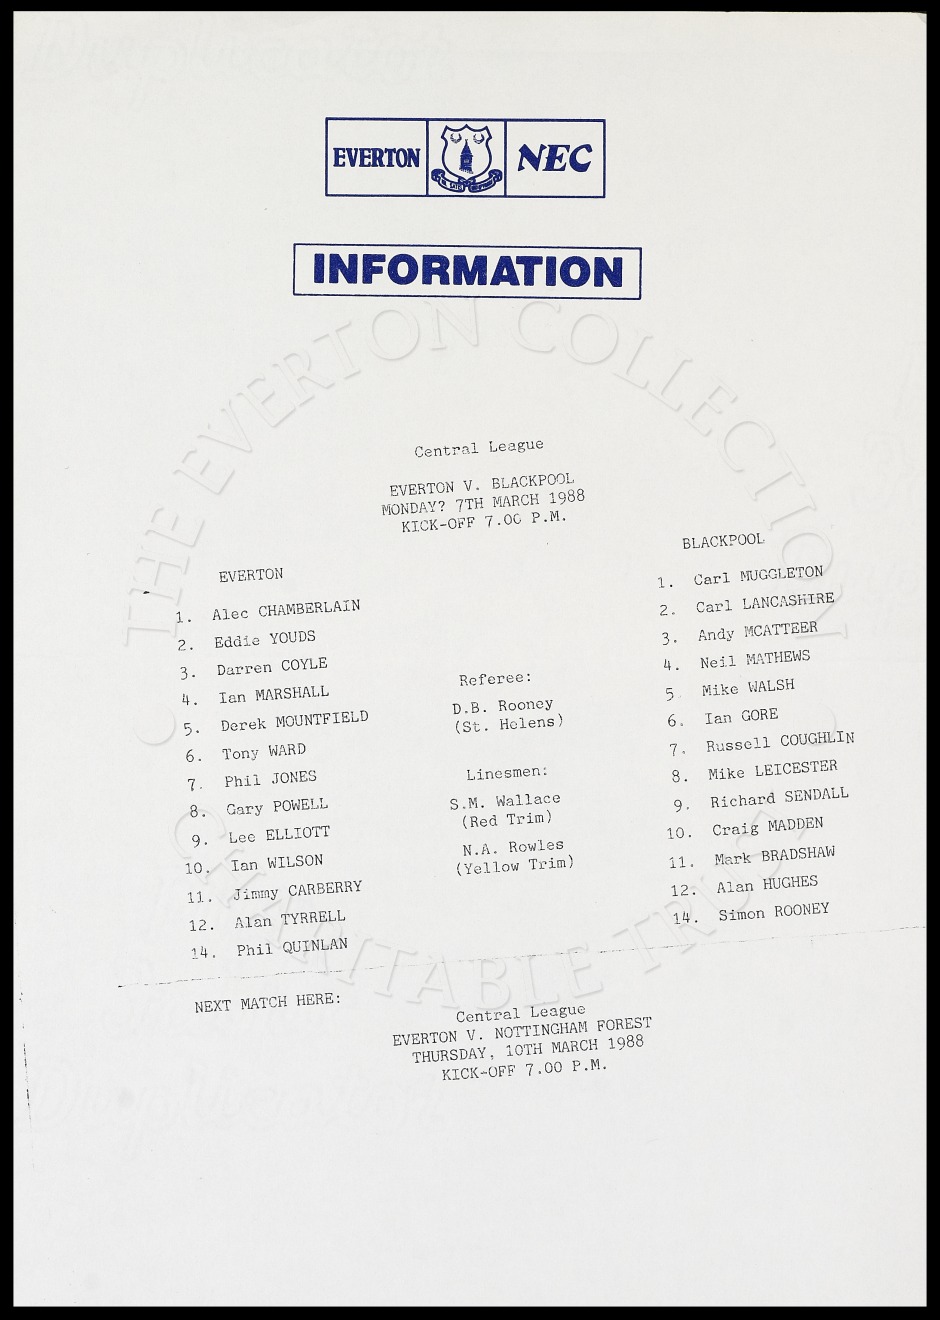 EVERTON
NEC
INFORMATION
THE EVERTON COLLECTION
CHARITABLE TRUST
Central League
EVERTON V. BLACKPOOL
MONDAY? 7TH MARCH 1988
KICK-OFF 7.00 P.M.
EVERTON
1. Alec CHAMBERLAIN
2. Eddie YOUDS
3. Darren COYLE
4. Ian MARSHALL
5. Derek MOUNTFIELD
6. Tony WARD
7. Phil JONES
8. Gary POWELL
9. Lee ELLIOTT
10. Ian WILSON
11. Jimmy CARBERRY
12. Alan TYRRELL
14. Phil QUINLAN
Referee:
D.B. Rooney
(St. Helens)
Linesmen:
S.M. Wallace
(Red Trim)
N.A. Rowles
(Yellow Trim)
BLACKPOOL
1. Carl MUGGLETON
2. Carl LANCASHIRE
3. Andy MCATTEER
4. Neil MATHEWS
5. Mike WALSH
6. Ian GORE
7. Russell COUGHLIN
8. Mike LEICESTER
9. Richard SENDALL
10. Craig MADDEN
11. Mark BRADSHAW
12. Alan HUGHES
14. Simon ROONEY
NEXT MATCH HERE:
Central League
EVERTON V. NOTTINGHAM FOREST
THURSDAY, 10TH MARCH 1988
KICK-OFF 7.00 P.M.